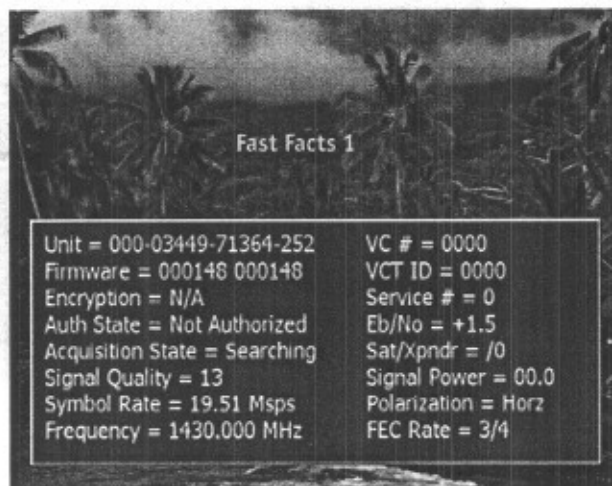 Fast Facts 1
Unit = 000-03449-71364-252
Firmware = 000148 000148
Encryption = N/A
Auth State = Not Authorized
Acquisition State = Searching
Signal Quality = 13
Symbol Rate = 19.51 Msps
Frequency = 1430.000 MHz
VC # = 0000
VCT ID = 0000
Service # = 0
Eb/No = +1.5
Sat/Xpndr = /0
Signal Power = 00.0
Polarization = Horz
FEC Rate = 3/4